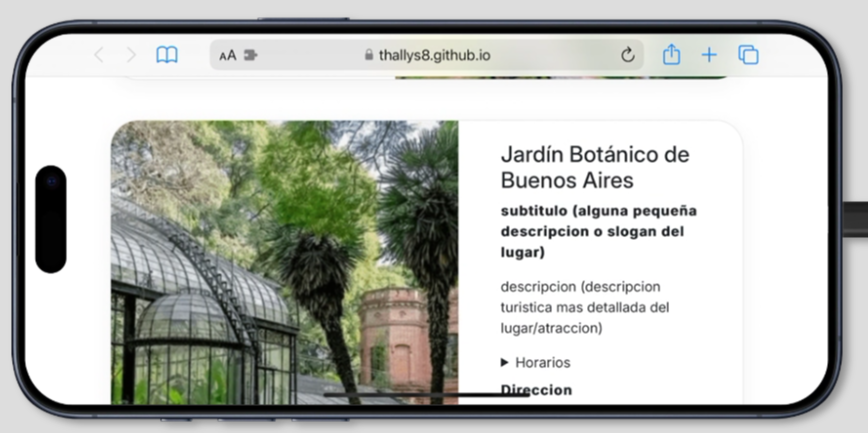 AA
thallys8.github.io
Jardín Botánico de
Buenos Aires
subtitulo (alguna pequeña
descripcion o slogan del
lugar)
descripcion (descripcion
turistica mas detallada del
lugar/atraccion)
Horarios
Direccion